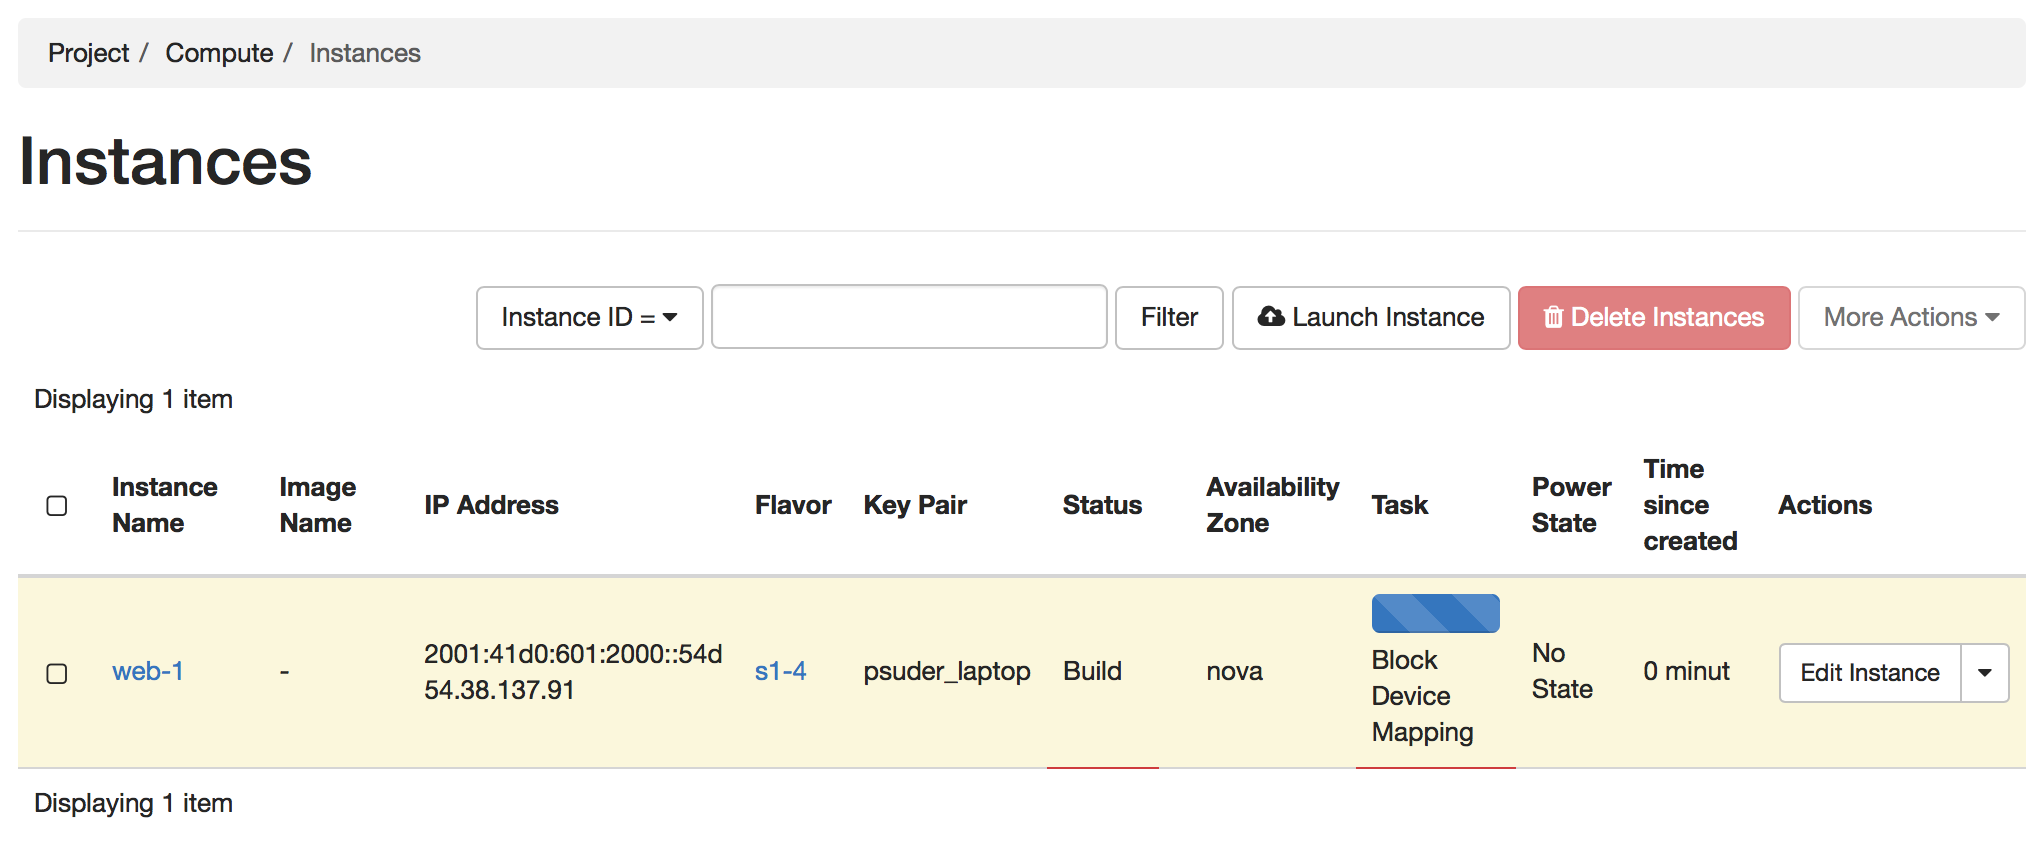 Project / Compute / Instances
Instances
Instance ID = Filter Launch Instance Delete Instances More Actions
Displaying 1 item
Instance Name Image Name IP Address Flavor Key Pair Status Availability Zone Task Power State Time since created Actions
web-1 - 2001:41d0:601:2000::54d 54.38.137.91 s1-4 psuder_laptop Build nova Block Device Mapping No State 0 minut Edit Instance
Displaying 1 item